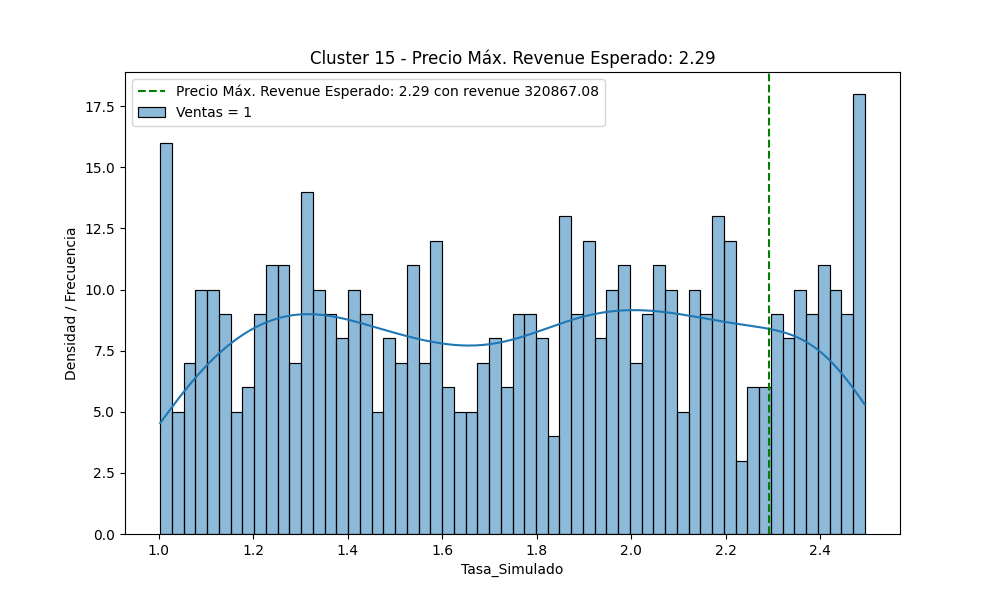 Cluster 15 - Precio Máx. Revenue Esperado: 2.29
Precio Máx. Revenue Esperado: 2.29 con revenue 320867.08
Ventas = 1
17.5
15.0
12.5
10.0
7.5
5.0
2.5
0.0
Densidad / Frecuencia
1.0 1.2 1.4 1.6 1.8 2.0 2.2 2.4
Tasa_Simulado